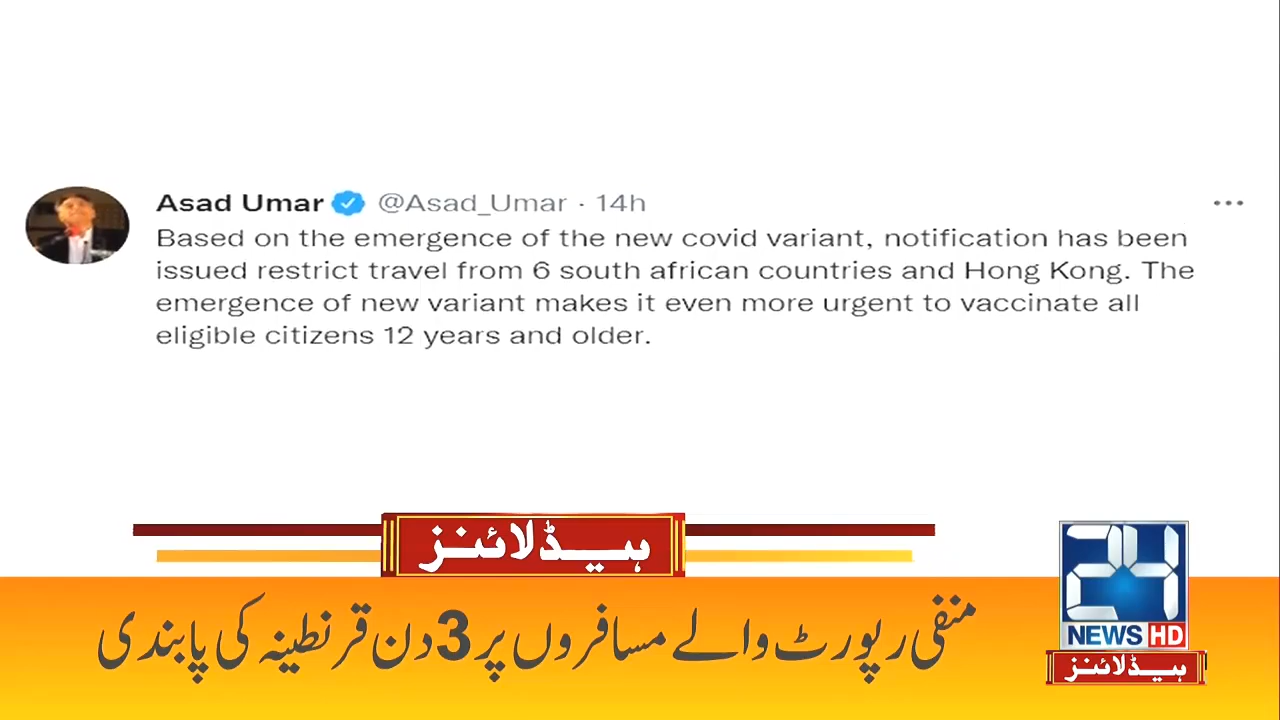 Asad Umar @Asad_Umar · 14h
Based on the emergence of the new covid variant, notification has been
issued restrict travel from 6 south african countries and Hong Kong. The
emergence of new variant makes it even more urgent to vaccinate all
eligible citizens 12 years and older.
ہیڈلائنز
منفی رپورٹ والے مسافروں پر 3 دن قرنطینہ کی پابندی
24
NEWS HD
ہیڈلائنز